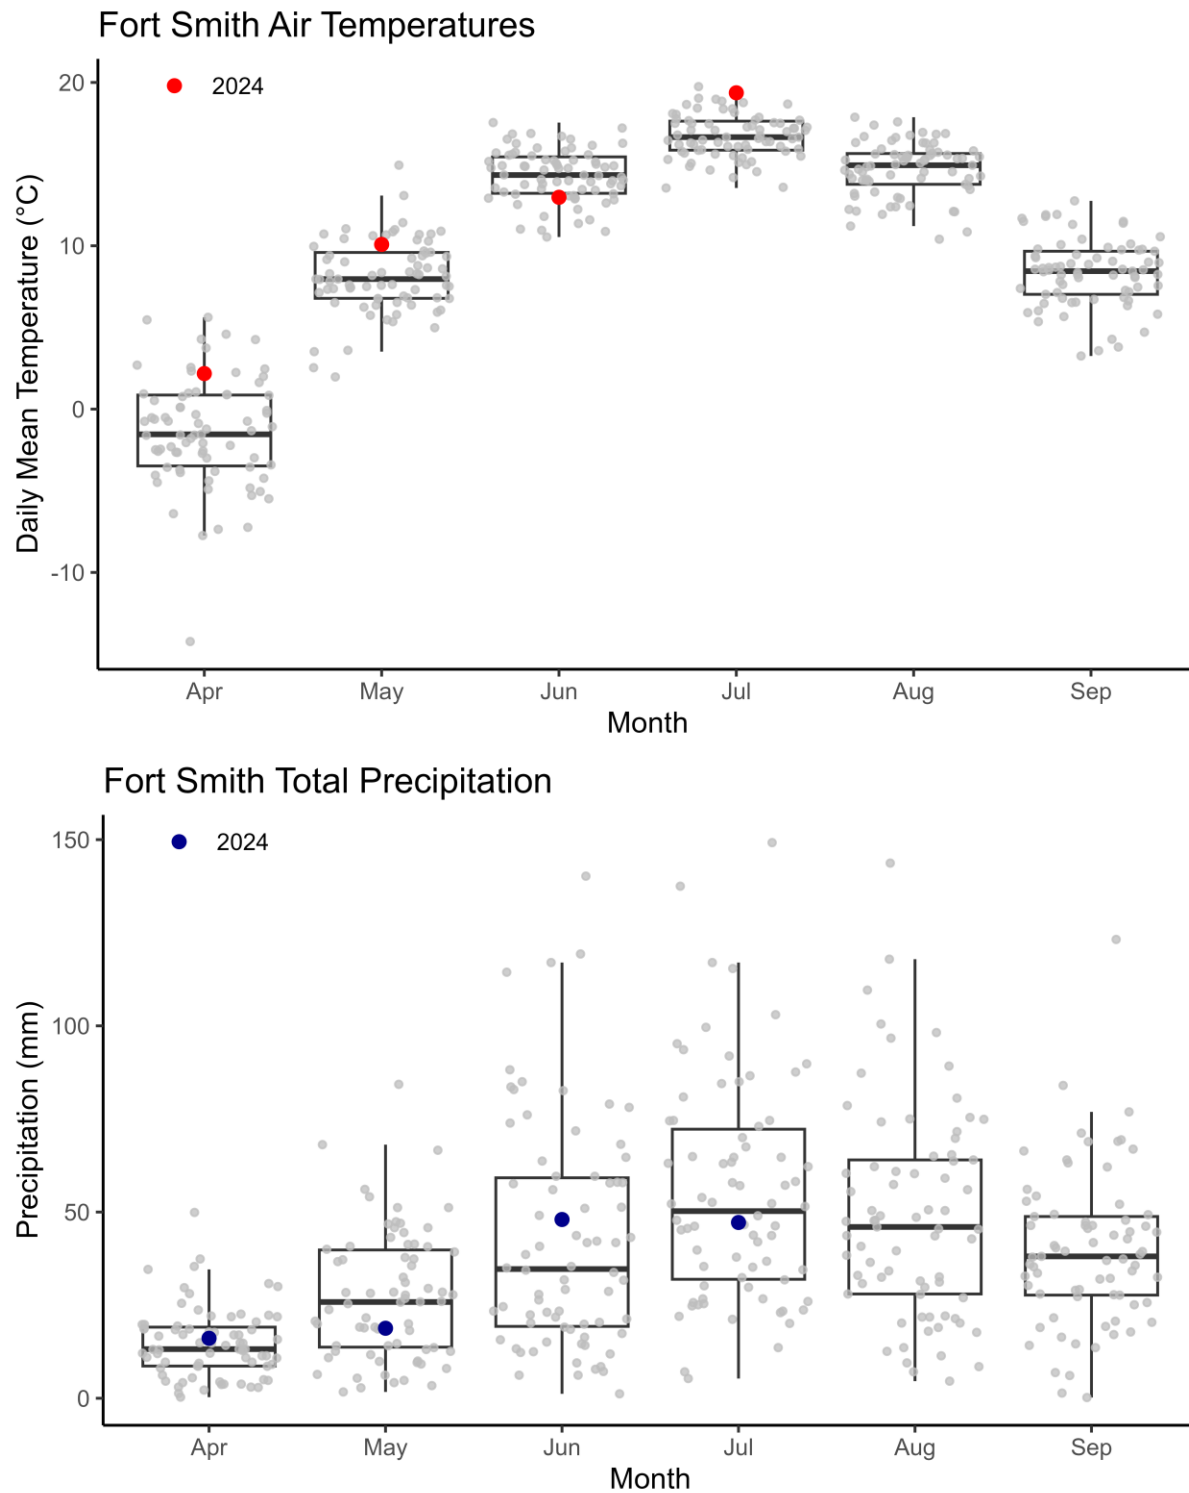 Fort Smith Air Temperatures
2024
20
10
0
-10
Daily Mean Temperature (°C)
Apr May Jun Jul Aug Sep
Month
Fort Smith Total Precipitation
2024
150
100
50
0
Precipitation (mm)
Apr May Jun Jul Aug Sep
Month